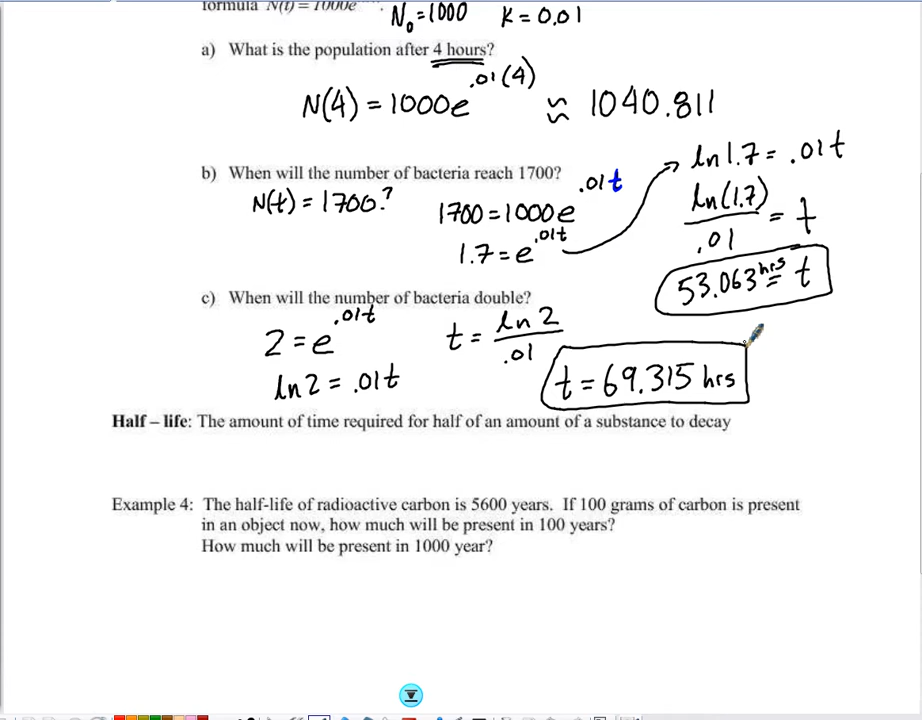 formula N(t) = 1000e N₀ = 1000 K = 0.01
a) What is the population after 4 hours?
N(4) = 1000e^.01(4) ≈ 1040.811
b) When will the number of bacteria reach 1700?
N(t) = 1700?
1700 = 1000e^.01t
1.7 = e^.01t
ln 1.7 = .01t
ln(1.7)/.01 = t
53.063 hrs = t
c) When will the number of bacteria double?
2 = e^.01t
ln 2 = .01t
t = ln 2/.01
t = 69.315 hrs
Half – life: The amount of time required for half of an amount of a substance to decay
Example 4: The half-life of radioactive carbon is 5600 years. If 100 grams of carbon is present
in an object now, how much will be present in 100 years?
How much will be present in 1000 year?